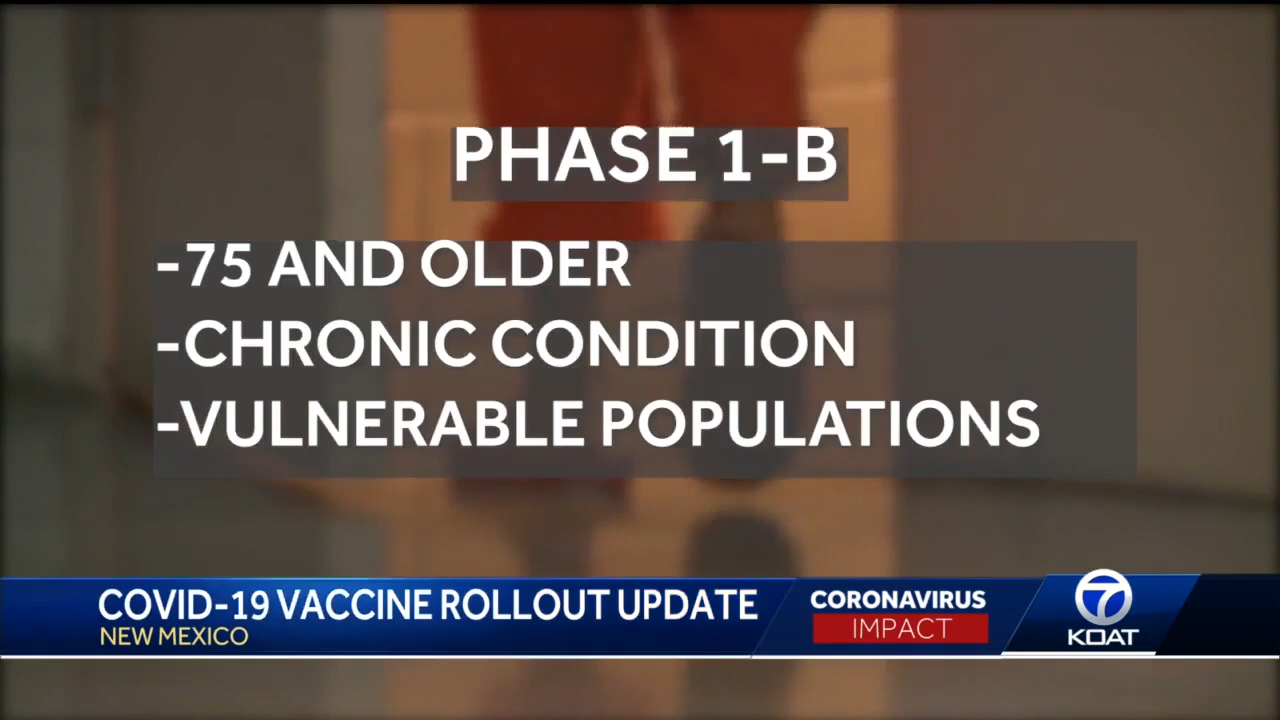 PHASE 1-B
-75 AND OLDER
-CHRONIC CONDITION
-VULNERABLE POPULATIONS
COVID-19 VACCINE ROLLOUT UPDATE
NEW MEXICO
CORONAVIRUS
IMPACT
7
KOAT